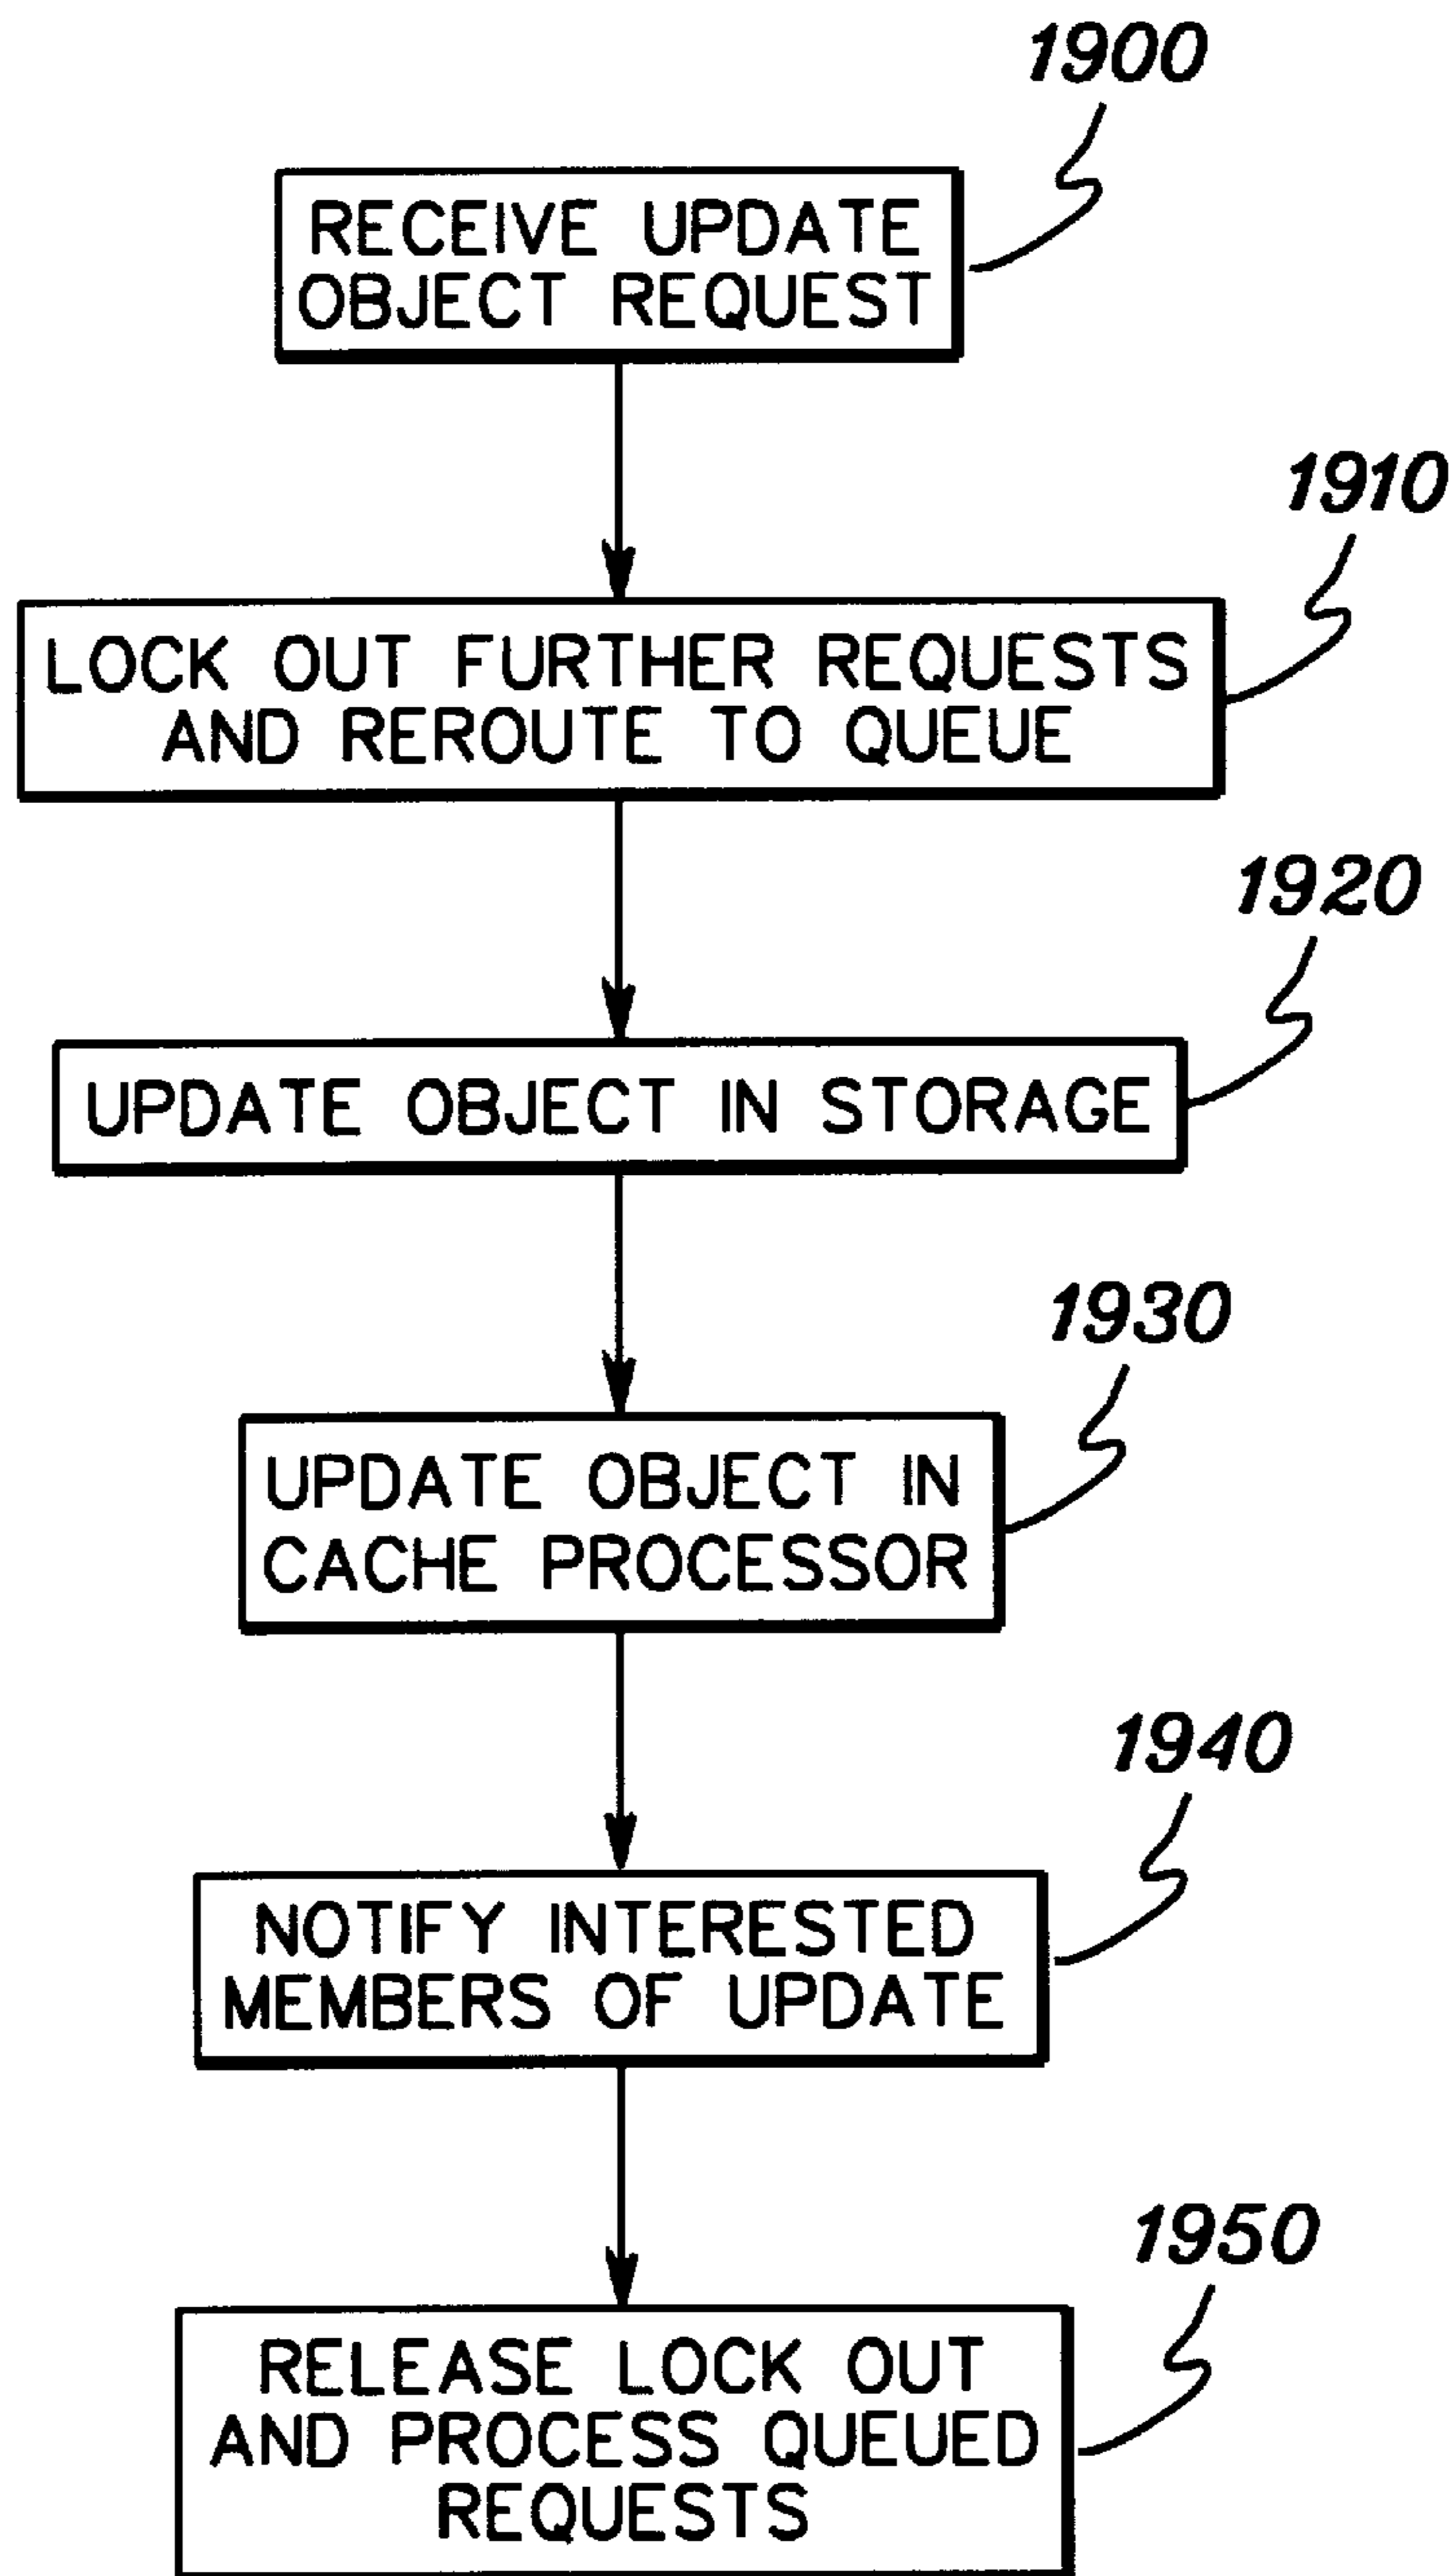 1900
RECEIVE UPDATE
OBJECT REQUEST
1910
LOCK OUT FURTHER REQUESTS
AND REROUTE TO QUEUE
1920
UPDATE OBJECT IN STORAGE
1930
UPDATE OBJECT IN
CACHE PROCESSOR
1940
NOTIFY INTERESTED
MEMBERS OF UPDATE
1950
RELEASE LOCK OUT
AND PROCESS QUEUED
REQUESTS